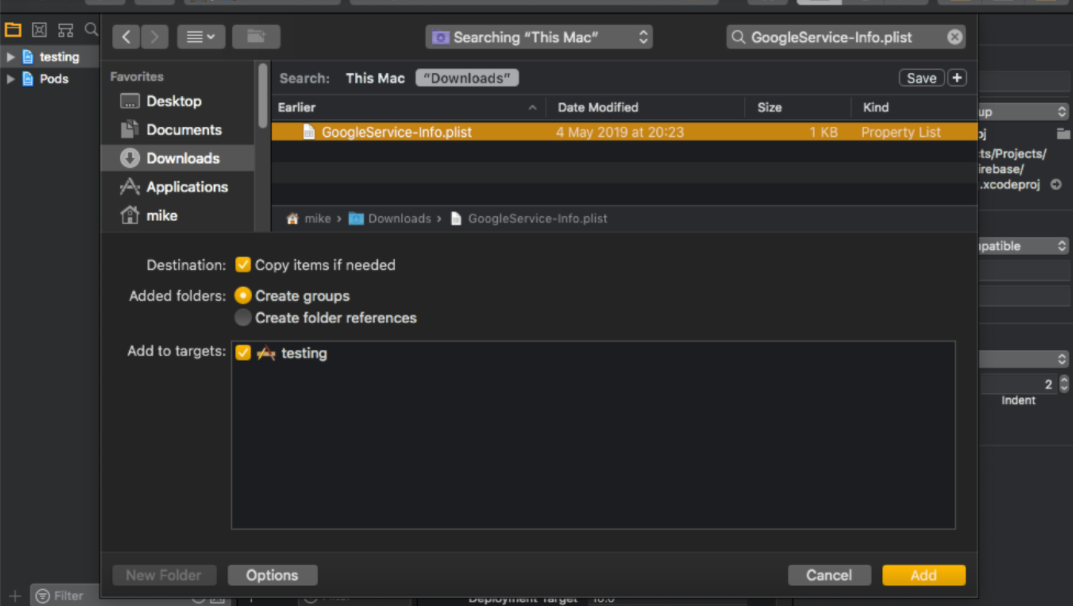 Searching “This Mac”
GoogleService-Info.plist
testing
Pods
Favorites
Desktop
Documents
Downloads
Applications
mike
Search: This Mac “Downloads” Save +
Earlier Date Modified Size Kind
GoogleService-Info.plist 4 May 2019 at 20:23 1 KB Property List
mike › Downloads › GoogleService-Info.plist
Destination: Copy items if needed
Added folders: Create groups
Create folder references
Add to targets: testing
New Folder Options Cancel Add
up
oj
ts/Projects/
irebase/
.xcodeproj
patible
2
Indent
Filter
Deployment Target 10.0